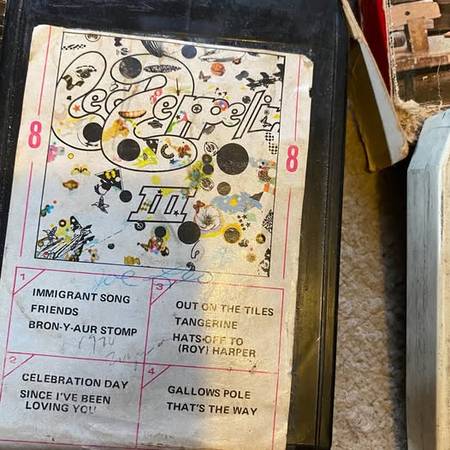 Led Zeppelin
III
8
8
1
IMMIGRANT SONG
FRIENDS
BRON-Y-AUR STOMP
1970
2
CELEBRATION DAY
SINCE I'VE BEEN
LOVING YOU
3
OUT ON THE TILES
TANGERINE
HATS-OFF TO
(ROY) HARPER
4
GALLOWS POLE
THAT'S THE WAY